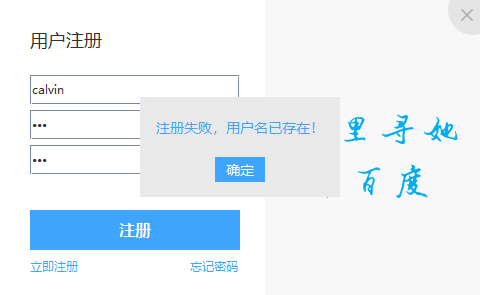 用户注册
calvin
•••
•••
注册失败，用户名已存在！
确定
里寻她
百度
注册
立即注册
忘记密码